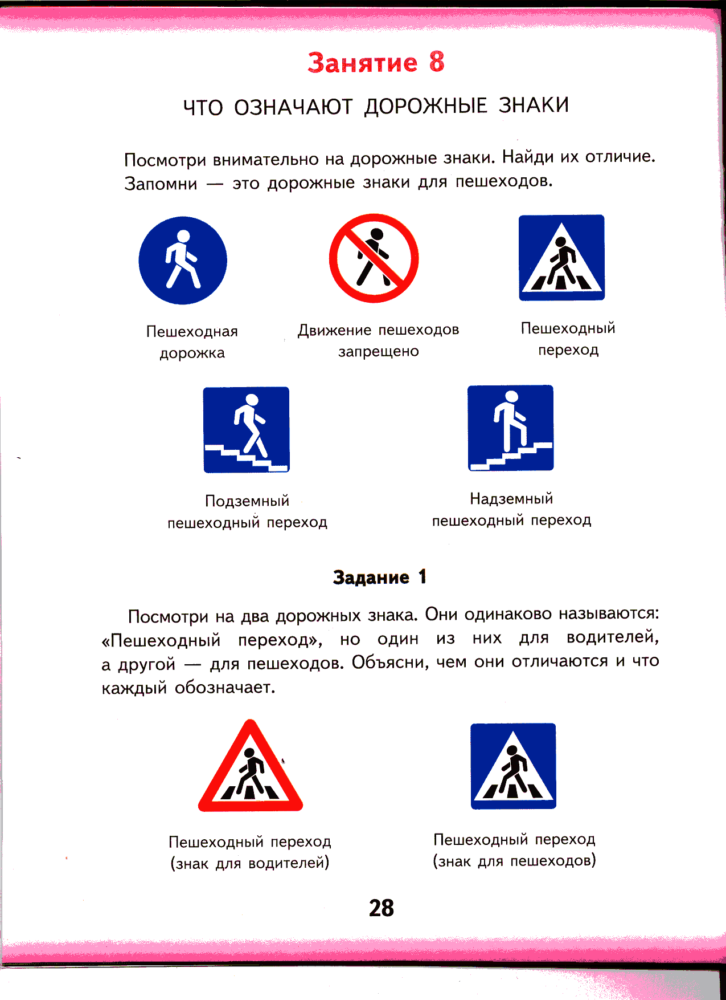 Занятие 8
ЧТО ОЗНАЧАЮТ ДОРОЖНЫЕ ЗНАКИ
Посмотри внимательно на дорожные знаки. Найди их отличие.
Запомни — это дорожные знаки для пешеходов.
Пешеходная
дорожка
Движение пешеходов
запрещено
Пешеходный
переход
Подземный
пешеходный переход
Надземный
пешеходный переход
Задание 1
Посмотри на два дорожных знака. Они одинаково называются:
«Пешеходный переход», но один из них для водителей,
а другой — для пешеходов. Объясни, чем они отличаются и что
каждый обозначает.
Пешеходный переход
(знак для водителей)
Пешеходный переход
(знак для пешеходов)
28